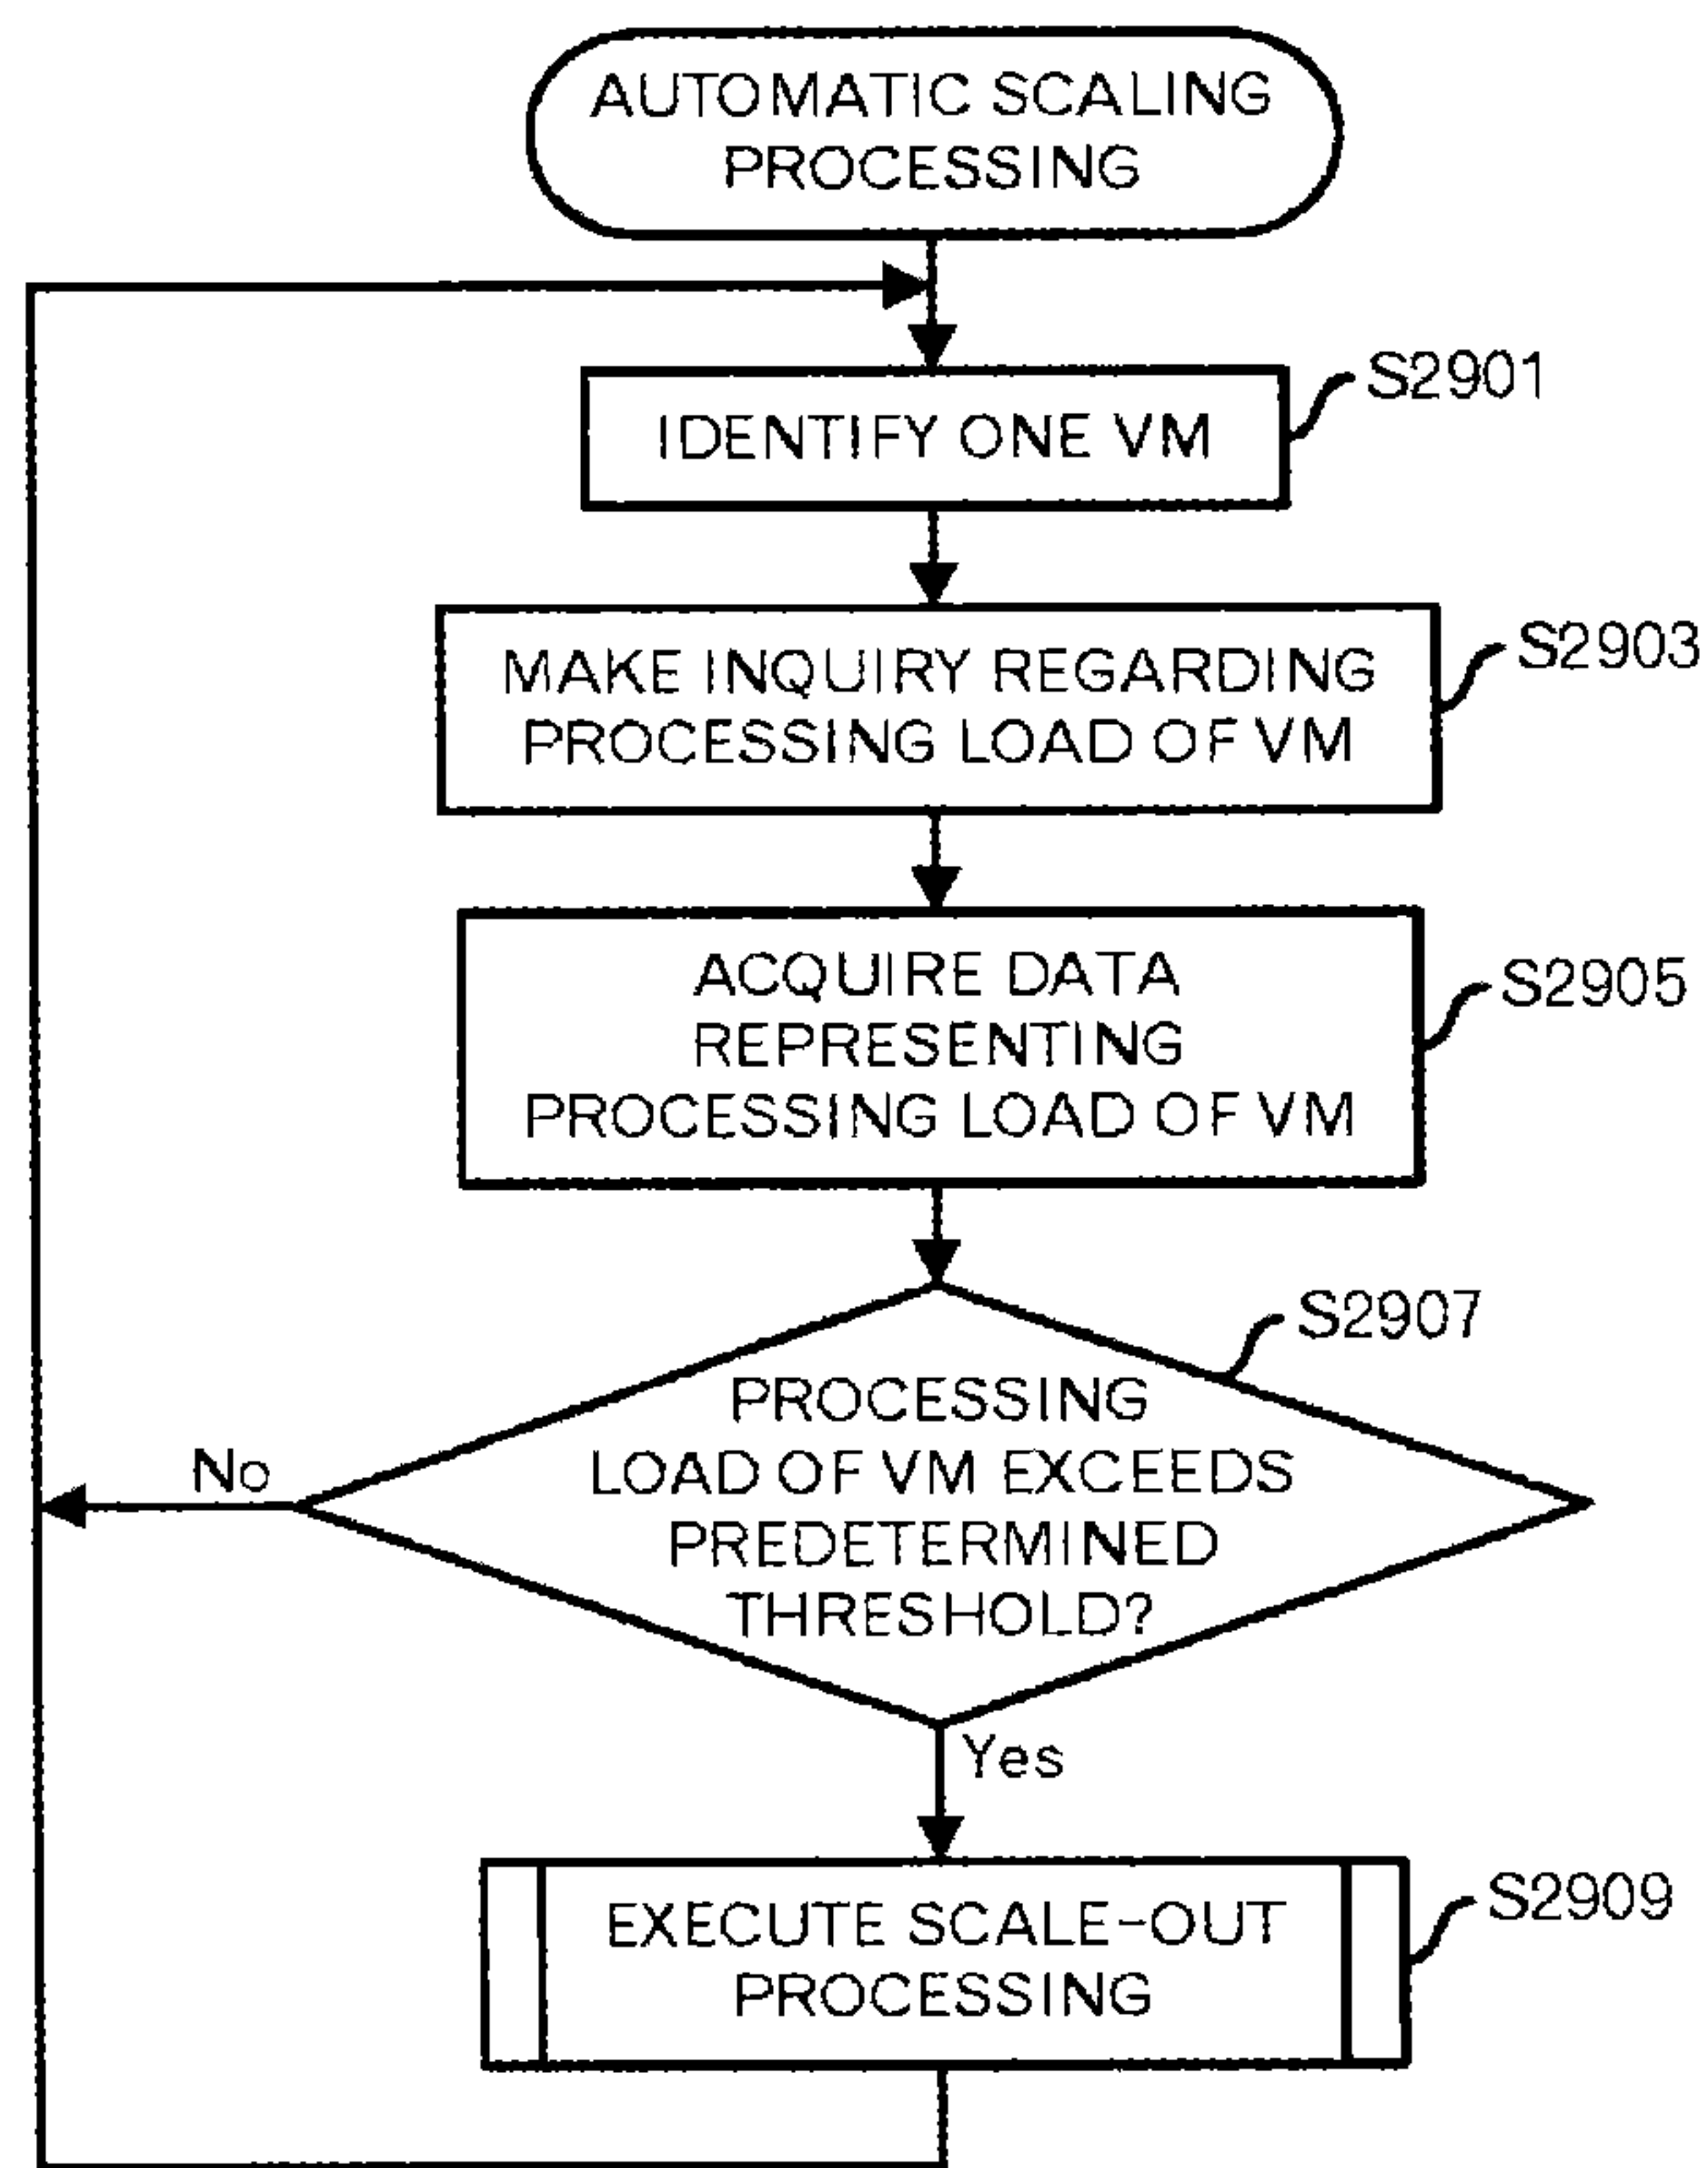 AUTOMATIC SCALING
PROCESSING
IDENTIFY ONE VM
S2901
MAKE INQUIRY REGARDING
PROCESSING LOAD OF VM
S2903
ACQUIRE DATA
REPRESENTING
PROCESSING LOAD OF VM
S2905
S2907
PROCESSING
LOAD OF VM EXCEEDS
PREDETERMINED
THRESHOLD?
No
Yes
EXECUTE SCALE-OUT
PROCESSING
S2909